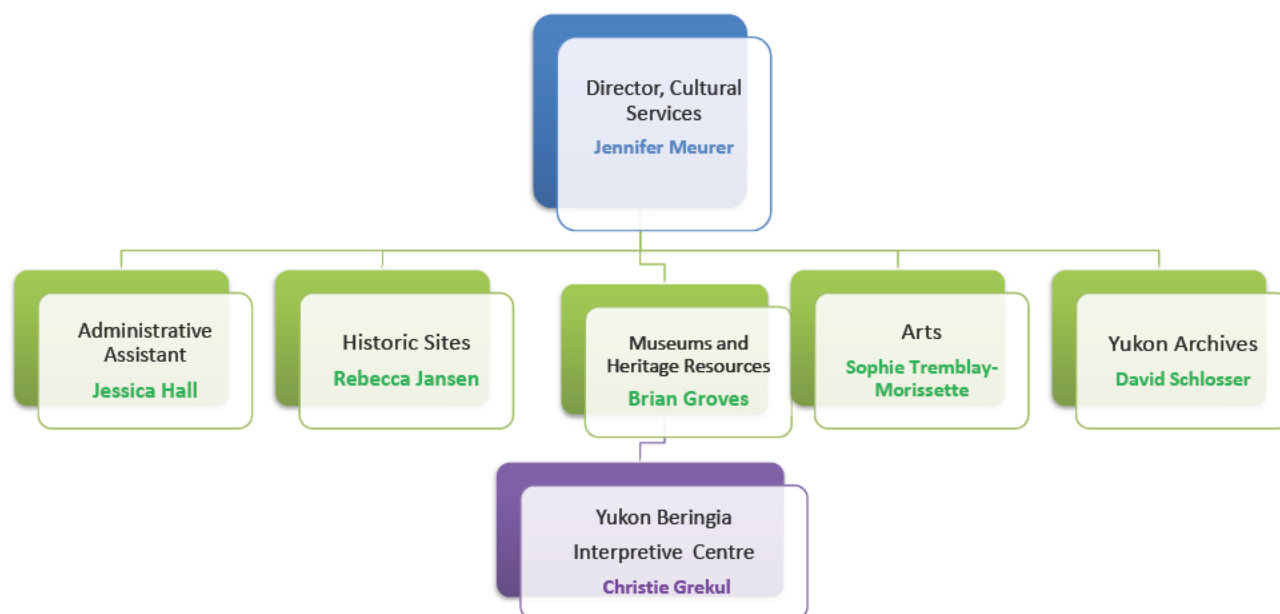 Director, Cultural
Services
Jennifer Meurer
Administrative
Assistant
Jessica Hall
Historic Sites
Rebecca Jansen
Museums and
Heritage Resources
Brian Groves
Arts
Sophie Tremblay-
Morissette
Yukon Archives
David Schlosser
Yukon Beringia
Interpretive Centre
Christie Grekul